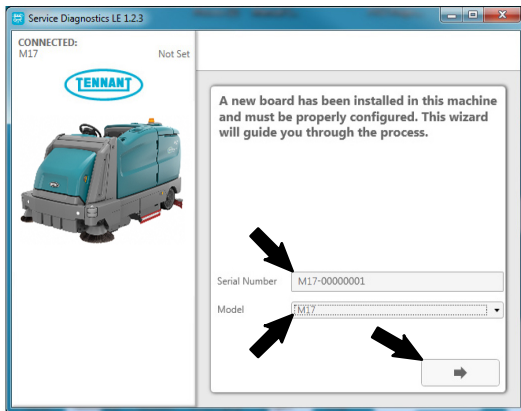 Service Diagnostics LE 1.2.3
CONNECTED:
M17 Not Set
TENNANT
A new board has been installed in this machine
and must be properly configured. This wizard
will guide you through the process.
Serial Number M17-00000001
Model M17